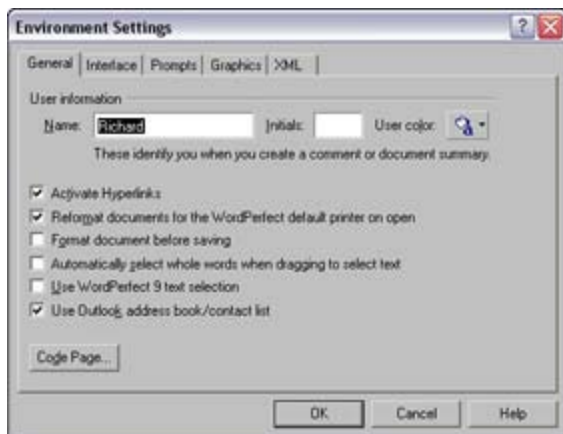 Environment Settings
General Interface Prompts Graphics XML
User information
Name: Richard Initials: User color:
These identify you when you create a comment or document summary.
Activate Hyperlinks
Reformat documents for the WordPerfect default printer on open
Format document before saving
Automatically select whole words when dragging to select text
Use WordPerfect 9 text selection
Use Outlook address book/contact list
Code Page...
OK Cancel Help